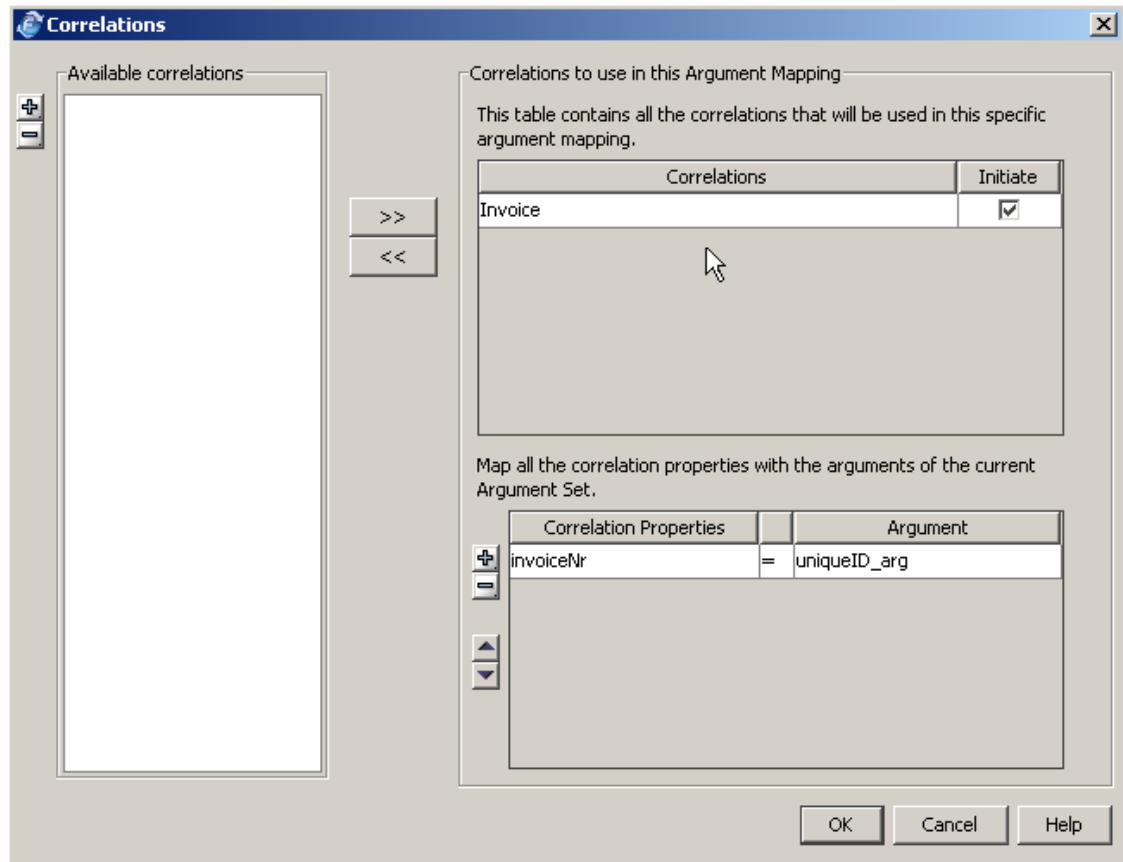 Correlations
Available correlations
>>
<<
Correlations to use in this Argument Mapping
This table contains all the correlations that will be used in this specific
argument mapping.
Correlations Initiate
Invoice
Map all the correlation properties with the arguments of the current
Argument Set.
Correlation Properties Argument
invoiceNr = uniqueID_arg
OK Cancel Help